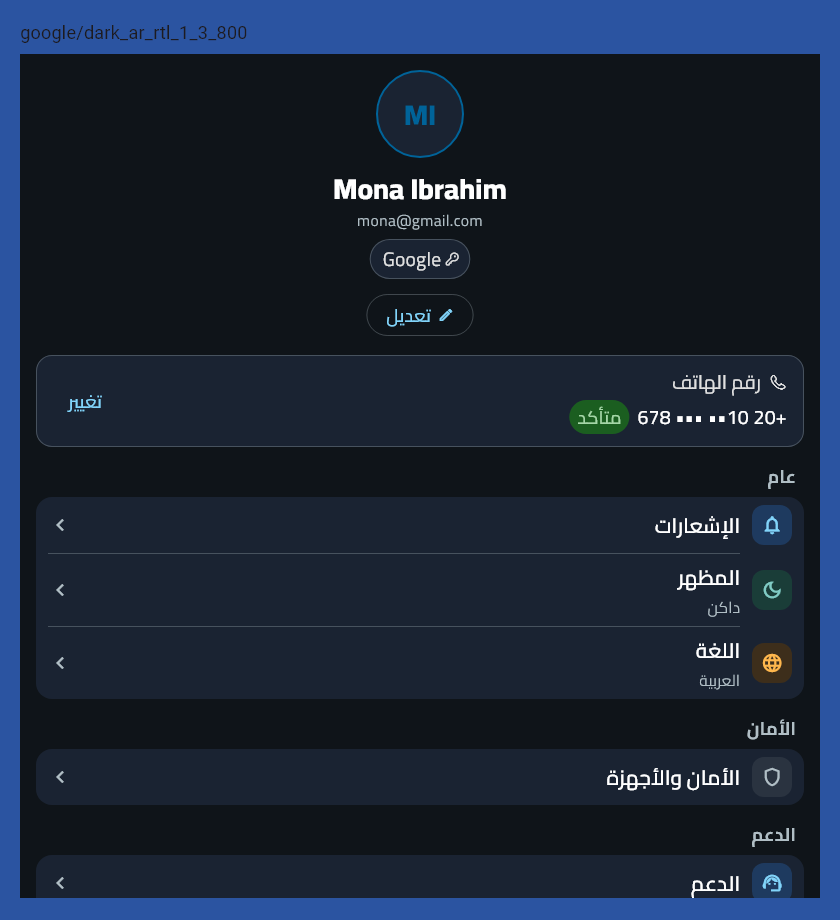 google/dark_ar_rtl_1_3_800
MI
Mona Ibrahim
mona@gmail.com
Google
تعديل
رقم الهاتف
+20 10•• ••• 678 متأكد
تغيير
عام
الإشعارات
المظهر
داكن
اللغة
العربية
الأمان
الأمان والأجهزة
الدعم
الدعم